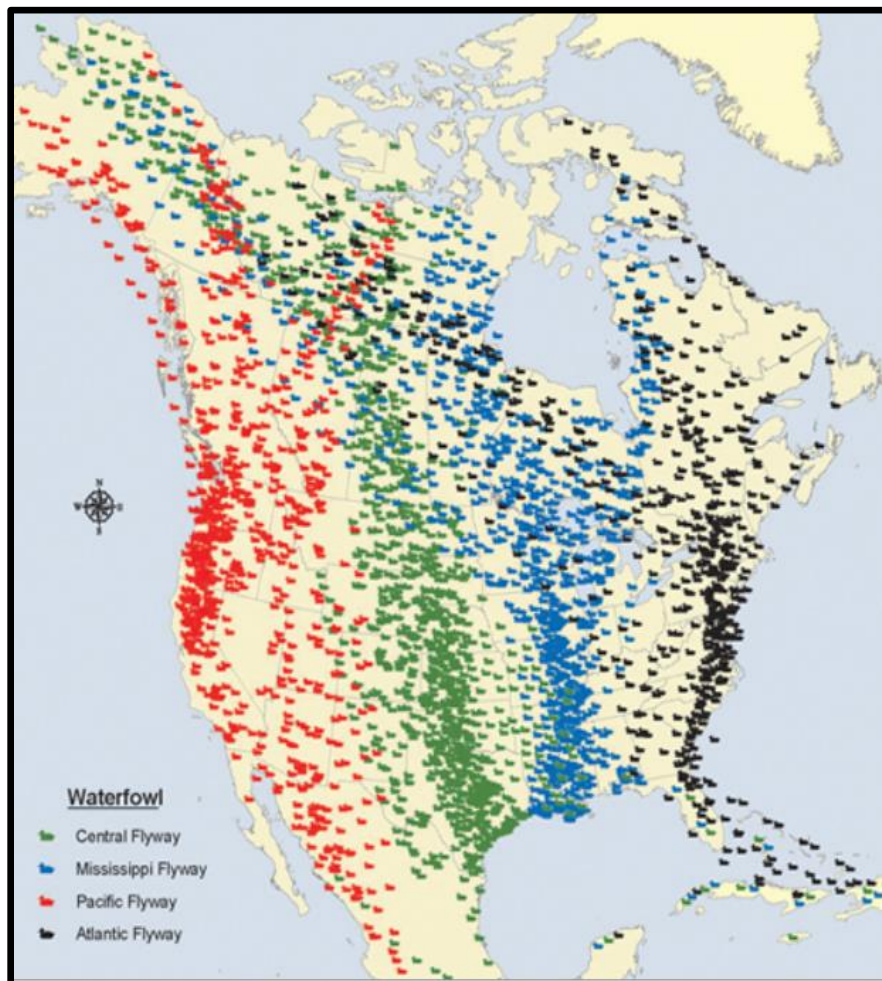 N
W E
S
Waterfowl
Central Flyway
Mississippi Flyway
Pacific Flyway
Atlantic Flyway